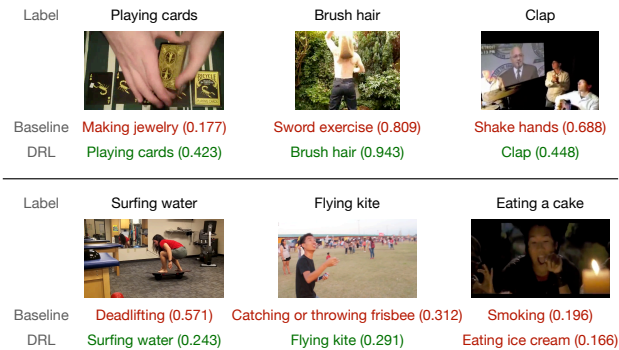 Label Playing cards Brush hair Clap
Baseline Making jewelry (0.177) Sword exercise (0.809) Shake hands (0.688)
DRL Playing cards (0.423) Brush hair (0.943) Clap (0.448)
Label Surfing water Flying kite Eating a cake
Baseline Deadlifting (0.571) Catching or throwing frisbee (0.312) Smoking (0.196)
DRL Surfing water (0.243) Flying kite (0.291) Eating ice cream (0.166)